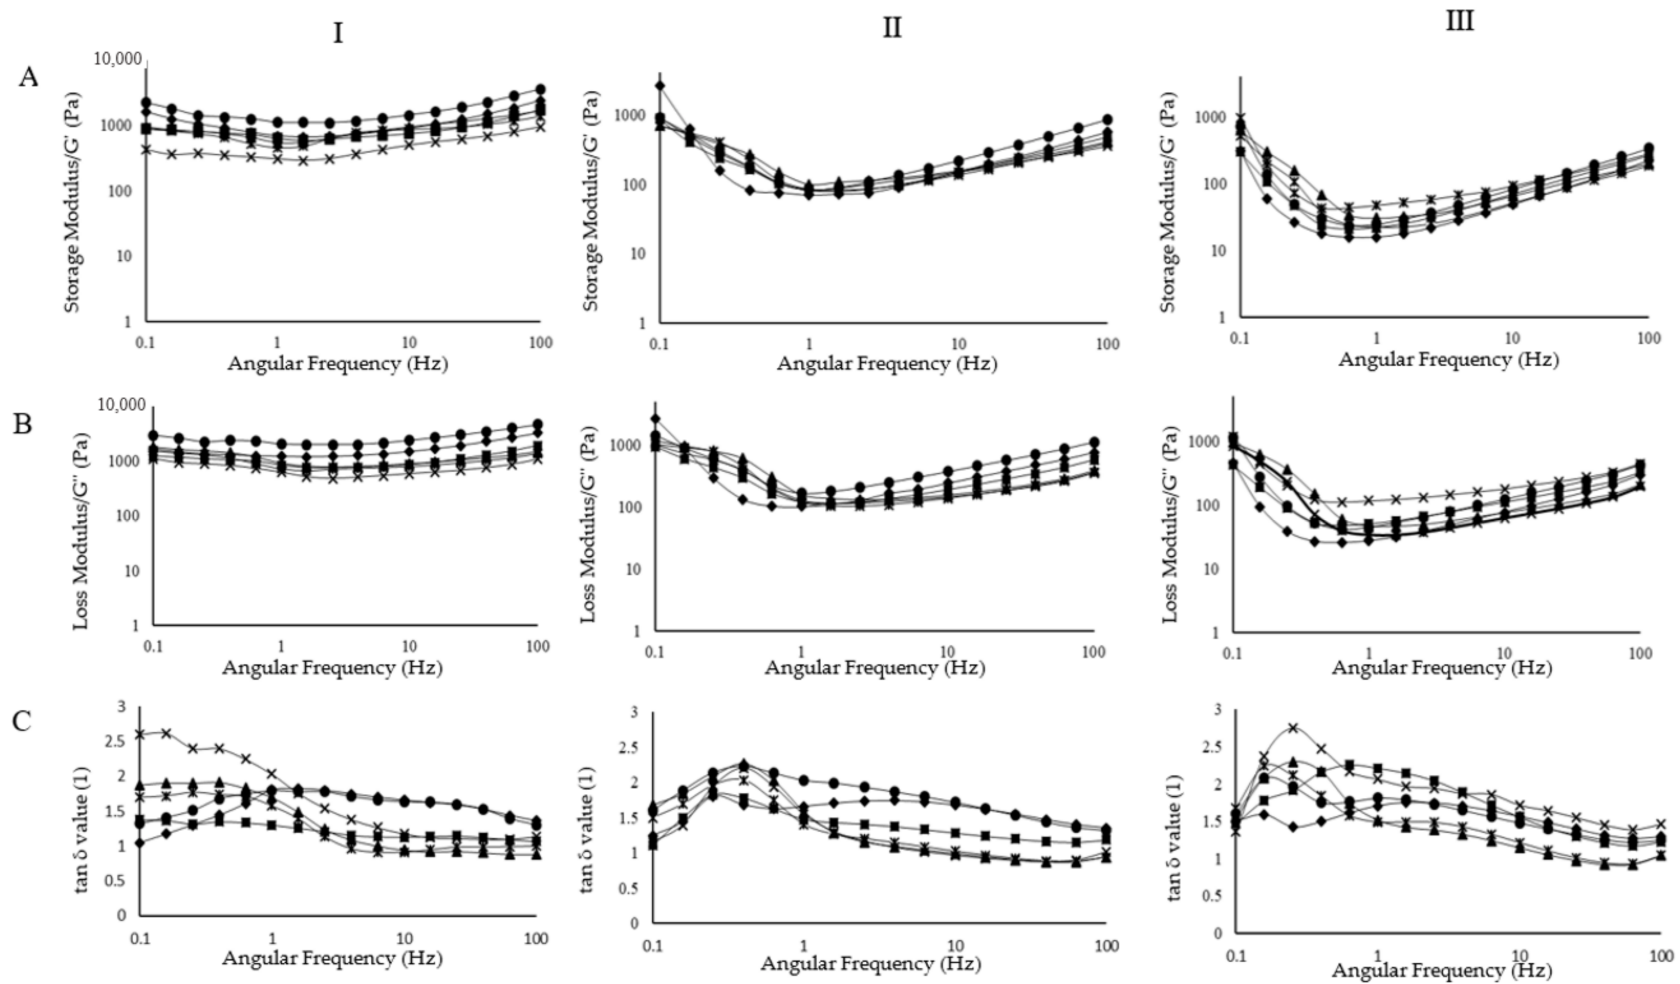 I
II
III
A
Storage Modulus/G' (Pa)
10,000
1000
100
10
1
0.1 1 10 100
Angular Frequency (Hz)
Storage Modulus/G' (Pa)
1000
100
10
1
0.1 1 10 100
Angular Frequency (Hz)
Storage Modulus/G' (Pa)
1000
100
10
1
0.1 1 10 100
Angular Frequency (Hz)
B
Loss Modulus/G'' (Pa)
10,000
1000
100
10
1
0.1 1 10 100
Angular Frequency (Hz)
Loss Modulus/G'' (Pa)
1000
100
10
1
0.1 1 10 100
Angular Frequency (Hz)
Loss Modulus/G'' (Pa)
1000
100
10
1
0.1 1 10 100
Angular Frequency (Hz)
C
tan δ value (1)
3
2.5
2
1.5
1
0.5
0
0.1 1 10 100
Angular Frequency (Hz)
tan δ value (1)
3
2.5
2
1.5
1
0.5
0
0.1 1 10 100
Angular Frequency (Hz)
tan δ value (1)
3
2.5
2
1.5
1
0.5
0
0.1 1 10 100
Angular Frequency (Hz)